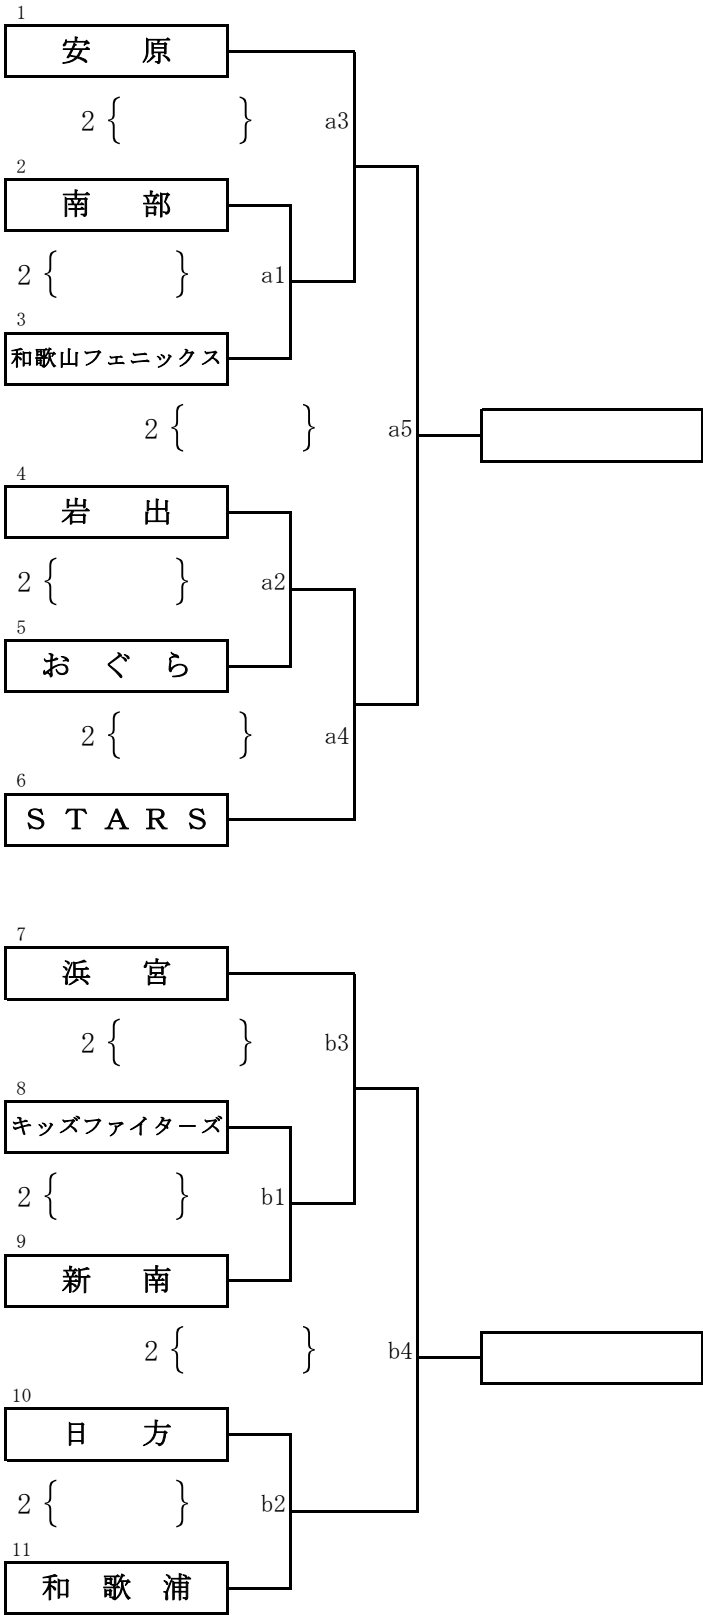 1
安　原
2 { } a3
2
南　部
2 { } a1
3
和歌山フェニックス
2 { } a5
4
岩　出
2 { } a2
5
お　ぐ　ら
2 { } a4
6
ＳＴＡＲＳ
7
浜　宮
2 { } b3
8
キッズファイターズ
2 { } b1
9
新　南
2 { } b4
10
日　方
2 { } b2
11
和　歌　浦